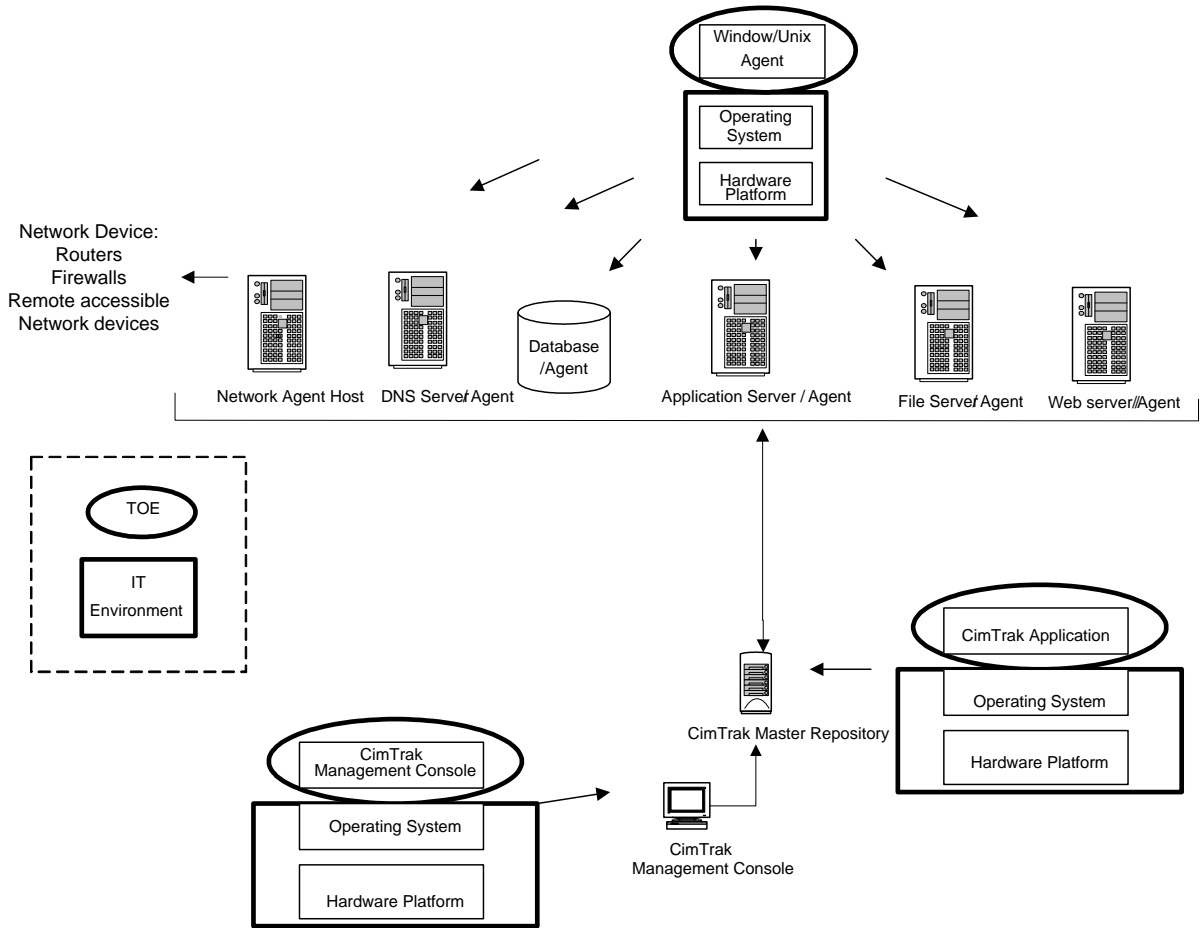 Window/Unix
Agent
Operating
System
Hardware
Platform
Network Device:
Routers
Firewalls
Remote accessible
Network devices
Database
/Agent
Network Agent Host
DNS Server/Agent
Application Server / Agent
File Server/Agent
Web server//Agent
TOE
IT
Environment
CimTrak Application
Operating System
Hardware Platform
CimTrak Master Repository
CimTrak
Management Console
Operating System
Hardware Platform
CimTrak
Management Console